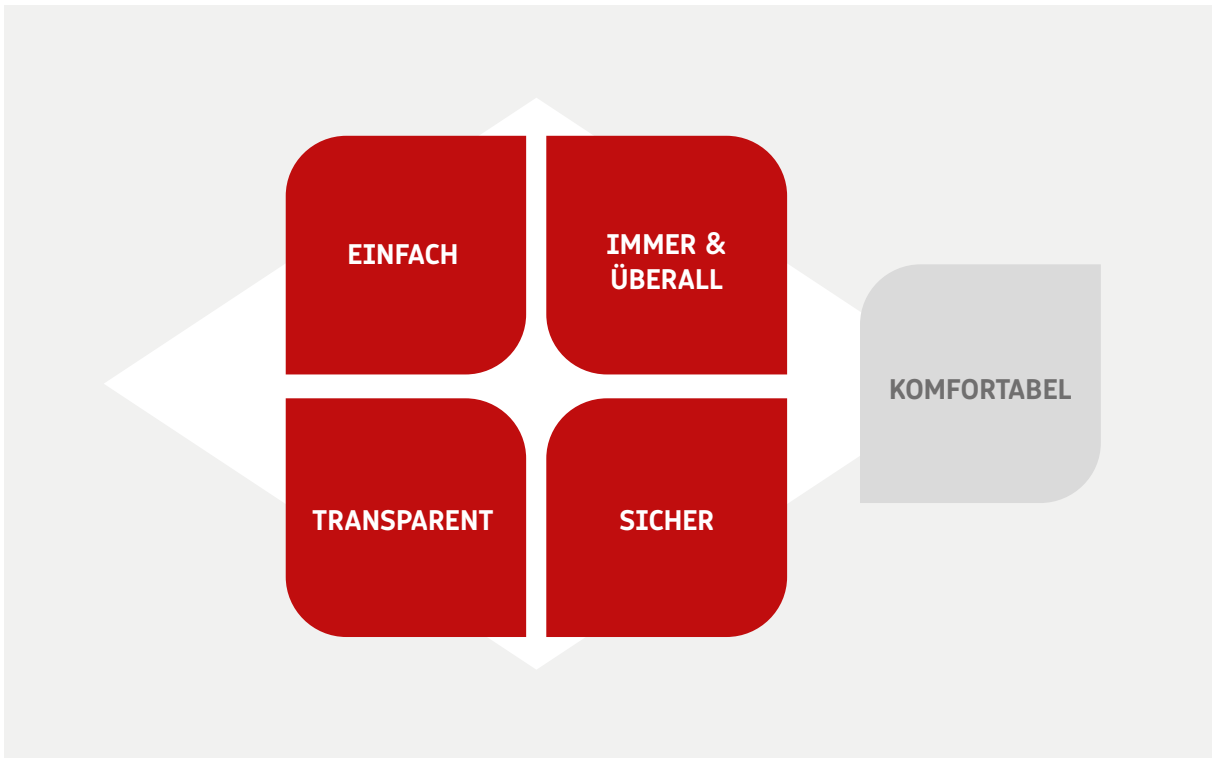 EINFACH
IMMER &
ÜBERALL
KOMFORTABEL
TRANSPARENT
SICHER